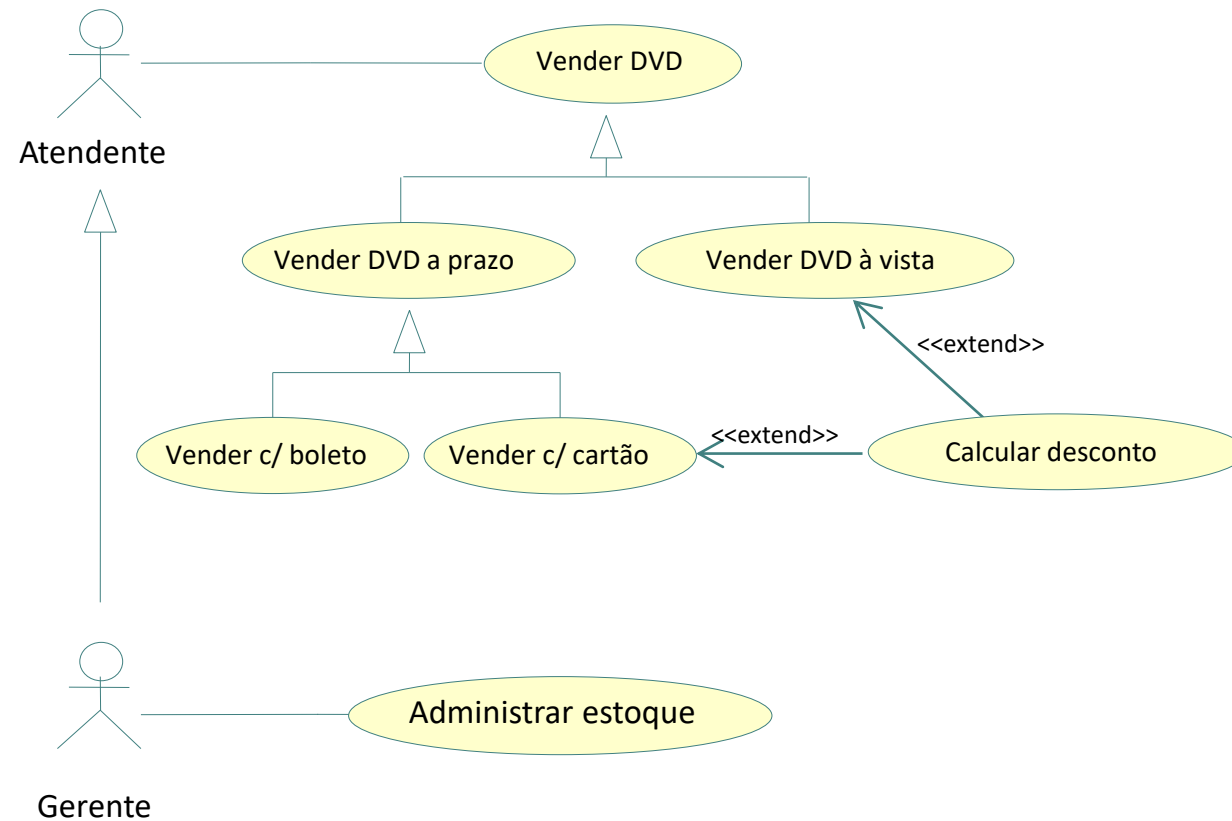 Vender DVD
Atendente
Vender DVD a prazo
Vender DVD à vista
<<extend>>
<<extend>>
Vender c/ boleto
Vender c/ cartão
Calcular desconto
Administrar estoque
Gerente